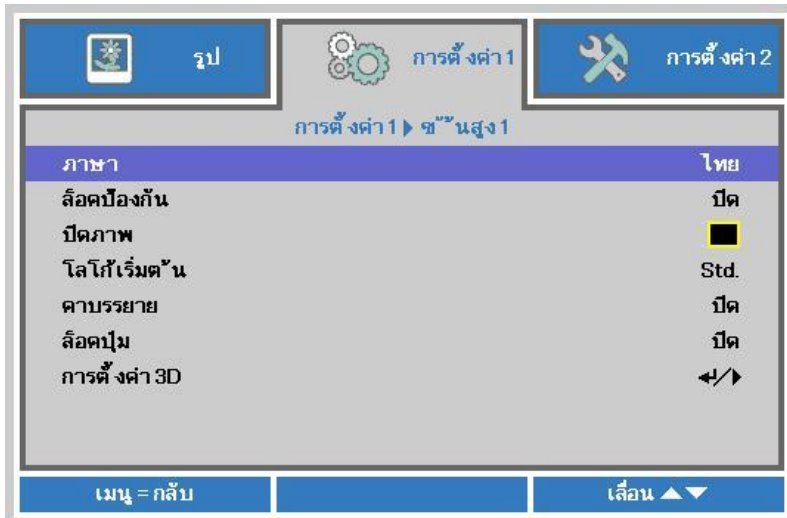 รูป
การตั้งค่า 1
การตั้งค่า 2
การตั้งค่า 1 ▶ ข ั้ นสูง 1
ภาษา ไทย
ล็อคป้องกัน ปิด
ปิดภาพ
โลโก้เริ่มต ้น Std.
คาบรรยาย ปิด
ล็อคปุ่ม ปิด
การตั้งค่า 3D ↵/▶
เมนู = กลับ
เลื่อน ▲▼